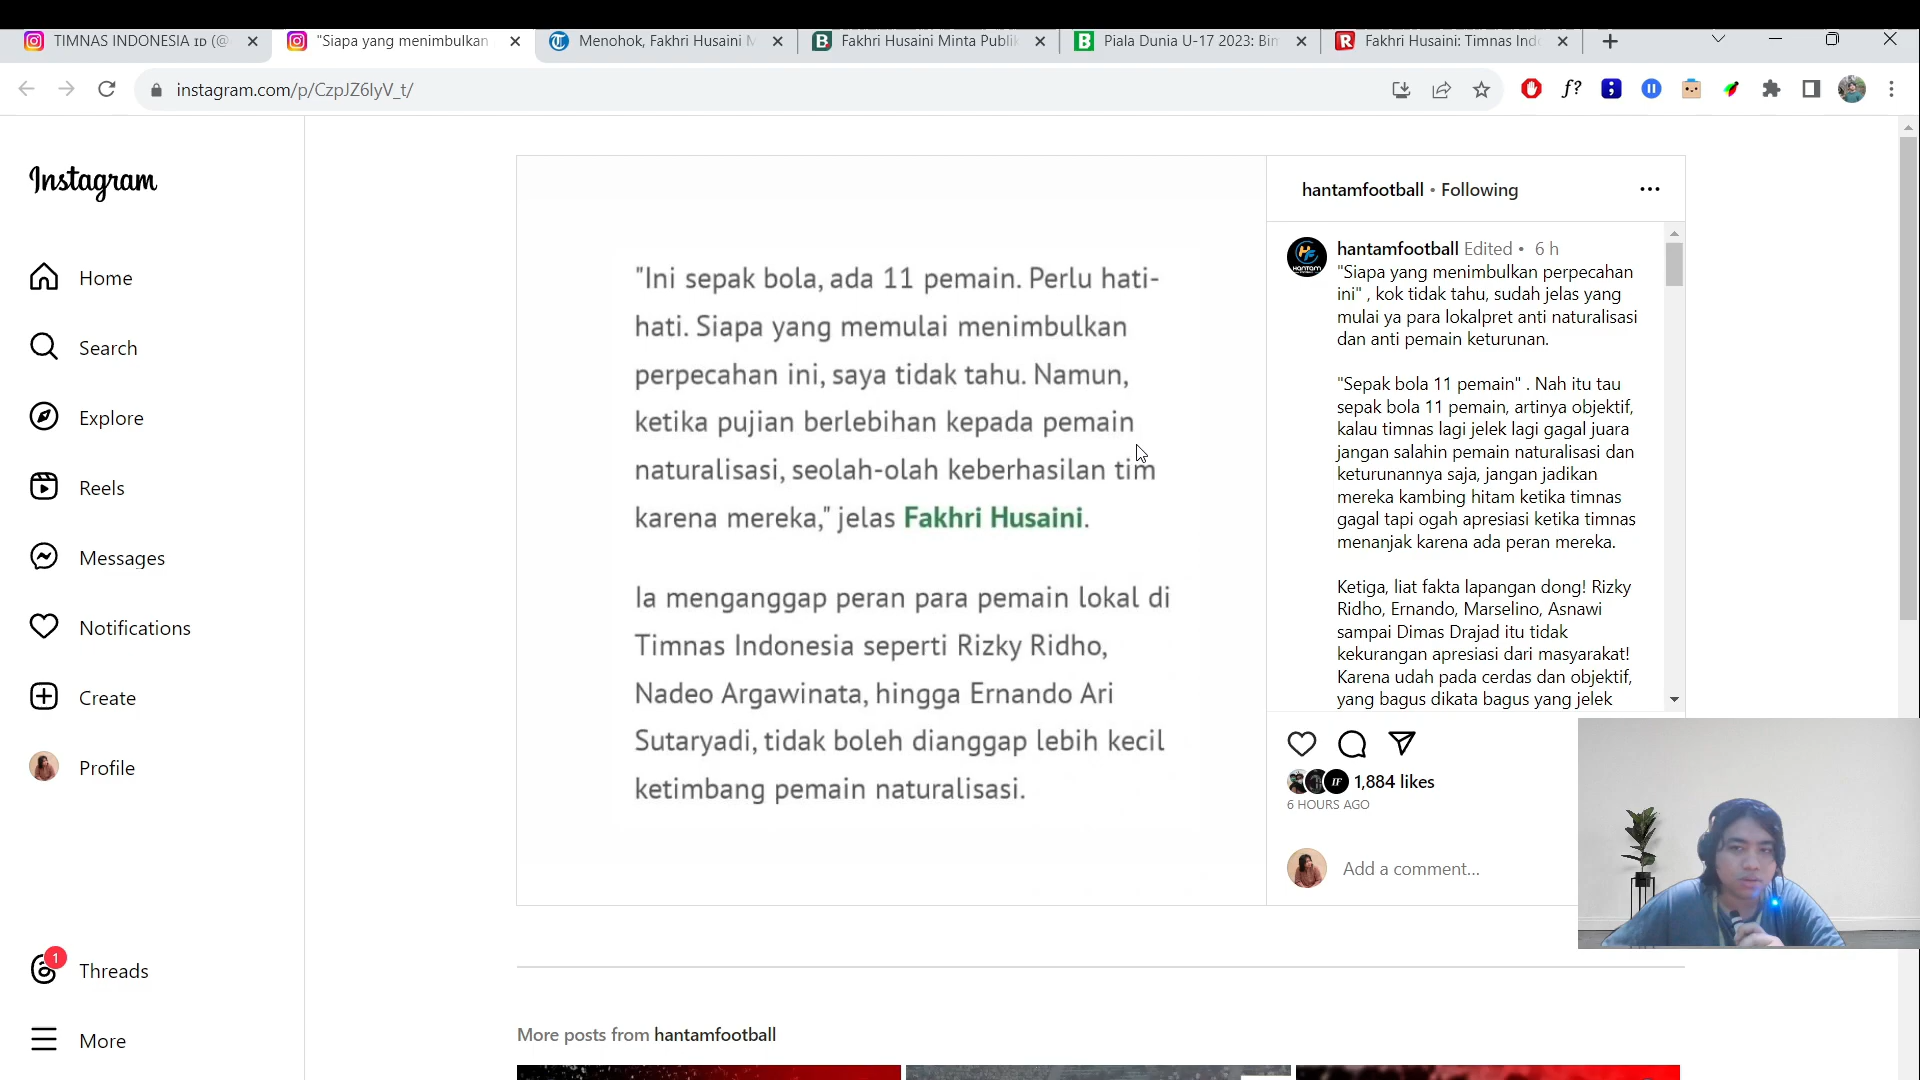 TIMNAS INDONESIA ID (@
"Siapa yang menimbulkan
Menohok, Fakhri Husaini M
Fakhri Husaini Minta Publik
Piala Dunia U-17 2023: Bim
Fakhri Husaini: Timnas Indo
instagram.com/p/CzpJZ6lyV_t/
f?
Instagram
Home
Search
Explore
Reels
Messages
Notifications
Create
Profile
1
Threads
More
"Ini sepak bola, ada 11 pemain. Perlu hati-
hati. Siapa yang memulai menimbulkan
perpecahan ini, saya tidak tahu. Namun,
ketika pujian berlebihan kepada pemain
naturalisasi, seolah-olah keberhasilan tim
karena mereka," jelas Fakhri Husaini.
Ia menganggap peran para pemain lokal di
Timnas Indonesia seperti Rizky Ridho,
Nadeo Argawinata, hingga Ernando Ari
Sutaryadi, tidak boleh dianggap lebih kecil
ketimbang pemain naturalisasi.
hantamfootball • Following
hantamfootball Edited • 6 h
"Siapa yang menimbulkan perpecahan
ini" , kok tidak tahu, sudah jelas yang
mulai ya para lokalpret anti naturalisasi
dan anti pemain keturunan.
"Sepak bola 11 pemain" . Nah itu tau
sepak bola 11 pemain, artinya objektif,
kalau timnas lagi jelek lagi gagal juara
jangan salahin pemain naturalisasi dan
keturunannya saja, jangan jadikan
mereka kambing hitam ketika timnas
gagal tapi ogah apresiasi ketika timnas
menanjak karena ada peran mereka.
Ketiga, liat fakta lapangan dong! Rizky
Ridho, Ernando, Marselino, Asnawi
sampai Dimas Drajad itu tidak
kekurangan apresiasi dari masyarakat!
Karena udah pada cerdas dan objektif,
yang bagus dikata bagus yang jelek
1,884 likes
6 HOURS AGO
Add a comment...
More posts from hantamfootball